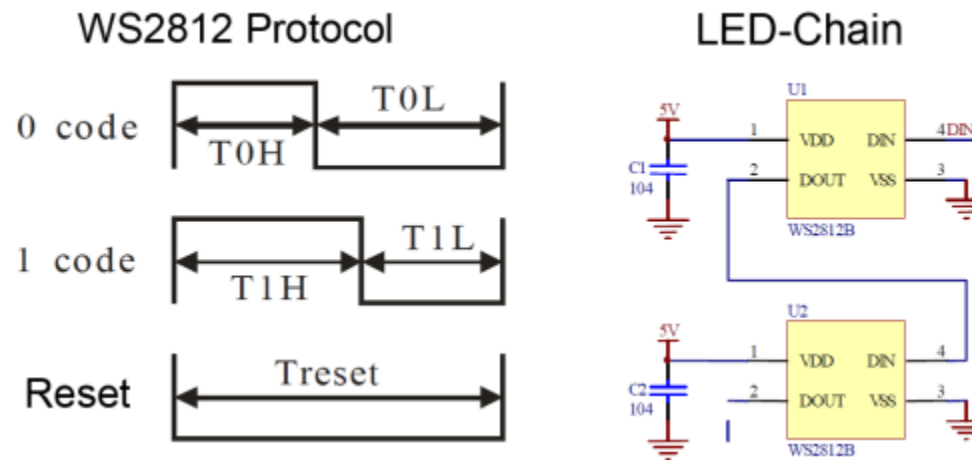 WS2812 Protocol
0 code
T0H
T0L
1 code
T1H
T1L
Reset
Treset
LED-Chain
U1
5V
1
VDD
DIN
4
DIN
C1
104
2
DOUT
VSS
3
WS2812B
U2
5V
1
VDD
DIN
4
C2
104
2
DOUT
VSS
3
WS2812B